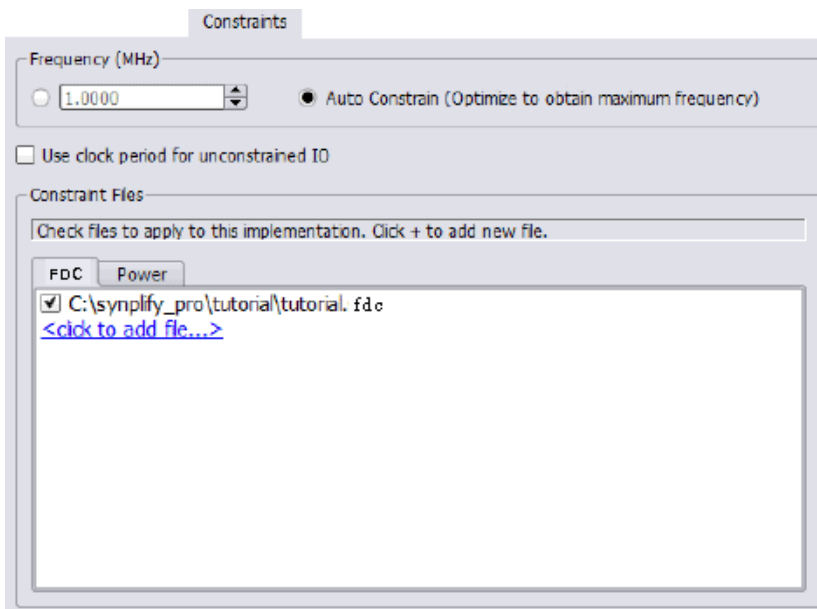 Constraints
Frequency (MHz)
1.0000
Auto Constrain (Optimize to obtain maximum frequency)
Use clock period for unconstrained IO
Constraint Files
Check files to apply to this implementation. Click + to add new file.
FDC Power
C:\synplify_pro\tutorial\tutorial. fdc
<click to add file...>